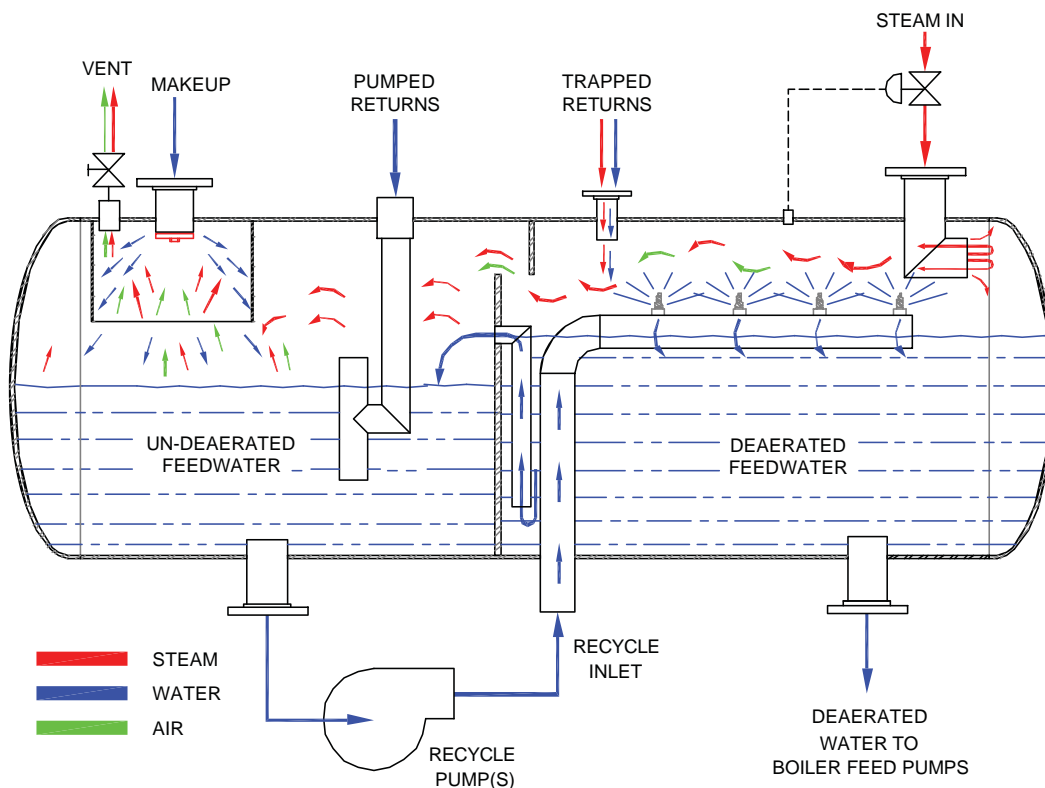 STEAM IN
VENT
MAKEUP
PUMPED
RETURNS
TRAPPED
RETURNS
UN-DEAERATED
FEEDWATER
DEAERATED
FEEDWATER
STEAM
WATER
AIR
RECYCLE
PUMP(S)
RECYCLE
INLET
DEAERATED
WATER TO
BOILER FEED PUMPS